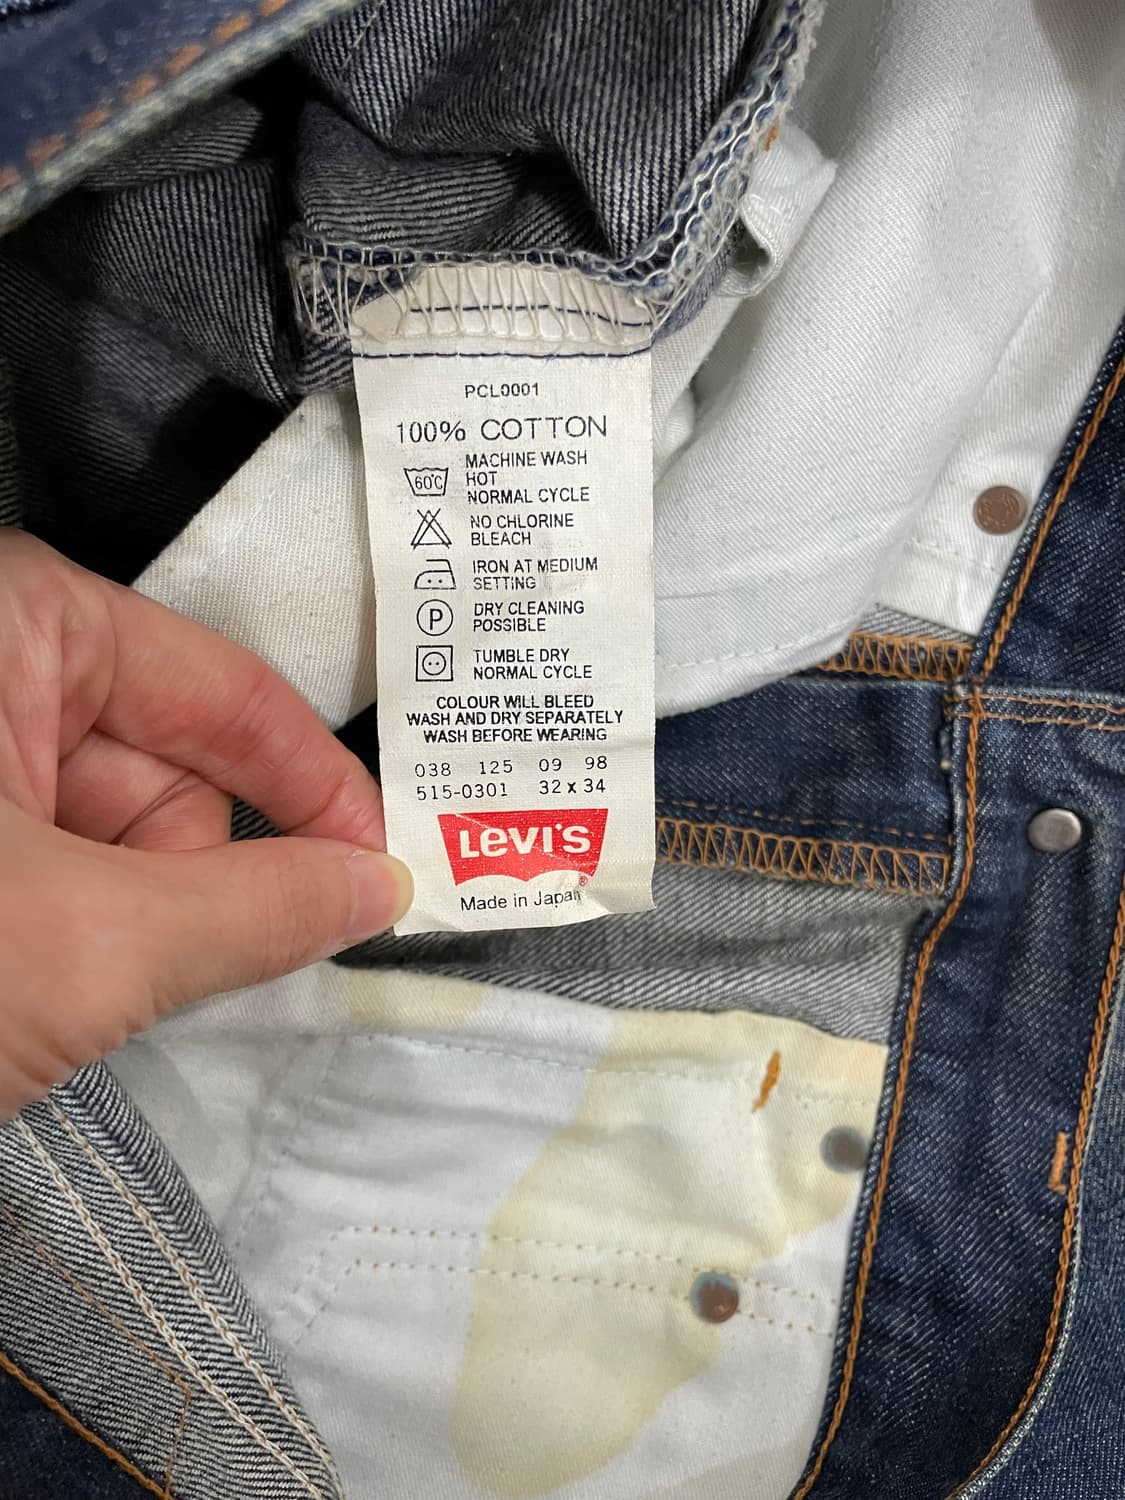 PCL0001
100% COTTON
60°C
MACHINE WASH
HOT
NORMAL CYCLE
NO CHLORINE
BLEACH
IRON AT MEDIUM
SETTING
P
DRY CLEANING
POSSIBLE
TUMBLE DRY
NORMAL CYCLE
COLOUR WILL BLEED
WASH AND DRY SEPARATELY
WASH BEFORE WEARING
038 125 09 98
515-0301 32 x 34
LEVI'S
®
Made in Japan